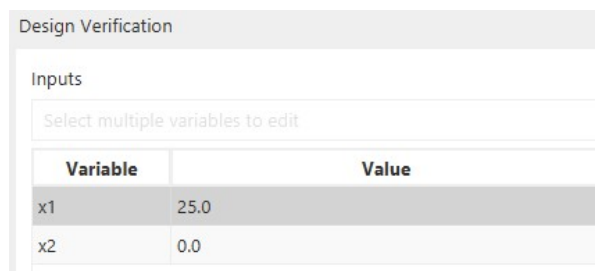 Design Verification
Inputs
Select multiple variables to edit
Variable Value
x1 25.0
x2 0.0